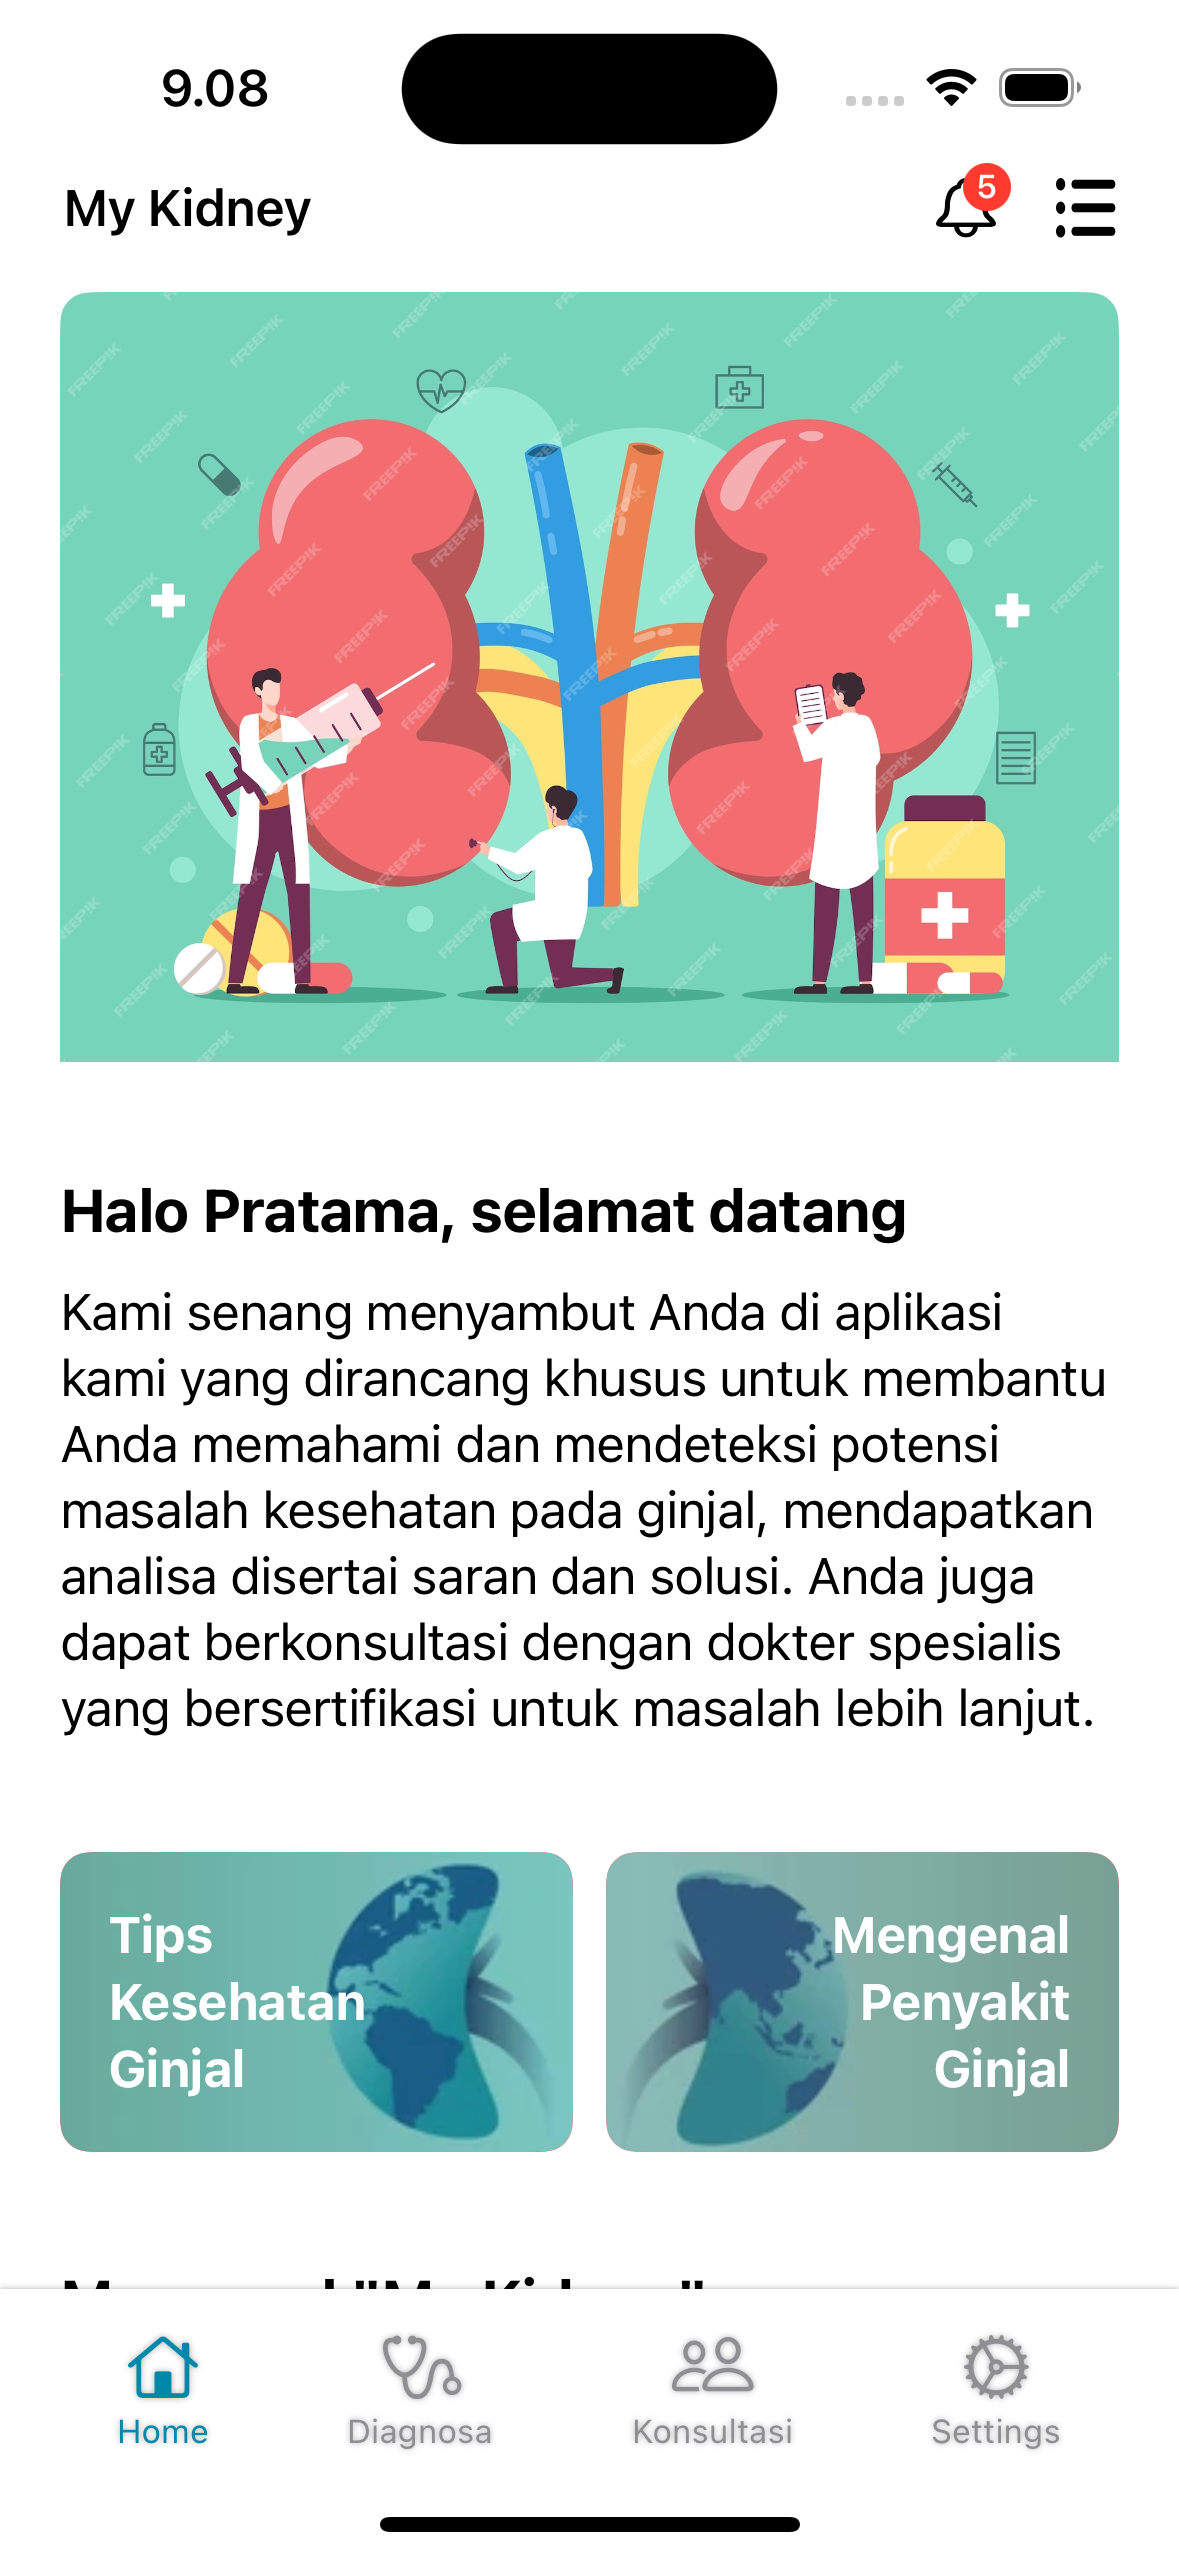 9.08
My Kidney
5
FREEPIK
Halo Pratama, selamat datang
Kami senang menyambut Anda di aplikasi
kami yang dirancang khusus untuk membantu
Anda memahami dan mendeteksi potensi
masalah kesehatan pada ginjal, mendapatkan
analisa disertai saran dan solusi. Anda juga
dapat berkonsultasi dengan dokter spesialis
yang bersertifikasi untuk masalah lebih lanjut.
Tips
Kesehatan
Ginjal
Mengenal
Penyakit
Ginjal
Home
Diagnosa
Konsultasi
Settings